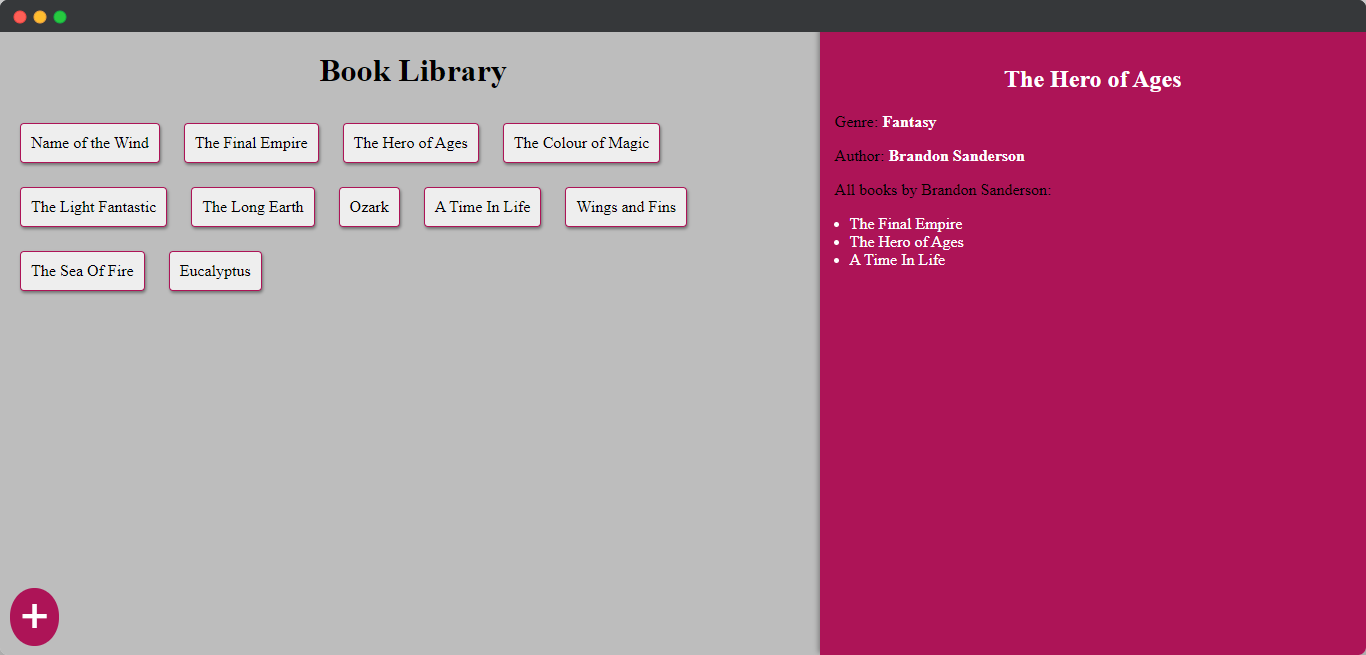 Book Library
Name of the Wind
The Final Empire
The Hero of Ages
The Colour of Magic
The Light Fantastic
The Long Earth
Ozark
A Time In Life
Wings and Fins
The Sea Of Fire
Eucalyptus
+
The Hero of Ages
Genre: Fantasy
Author: Brandon Sanderson
All books by Brandon Sanderson:
The Final Empire
The Hero of Ages
A Time In Life